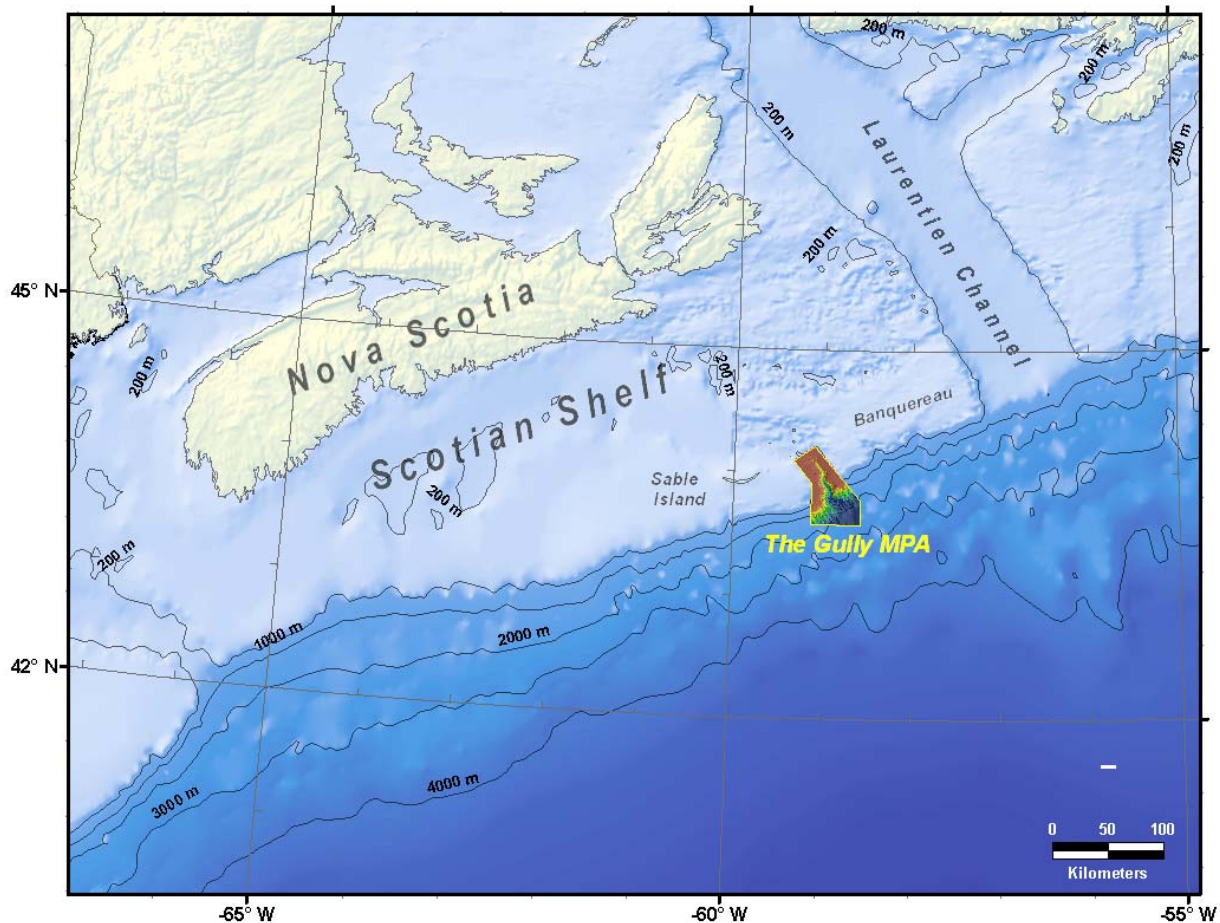 200 m
200 m
200 m
200 m
Laurentien Channel
200 m
45° N
Nova Scotia
200 m
200 m
Scotian Shelf
Banquereau
Sable
Island
200 m
The Gully MPA
200 m
1000 m
2000 m
42° N
3000 m
4000 m
0 50 100
Kilometers
-65° W
-60° W
-55° W